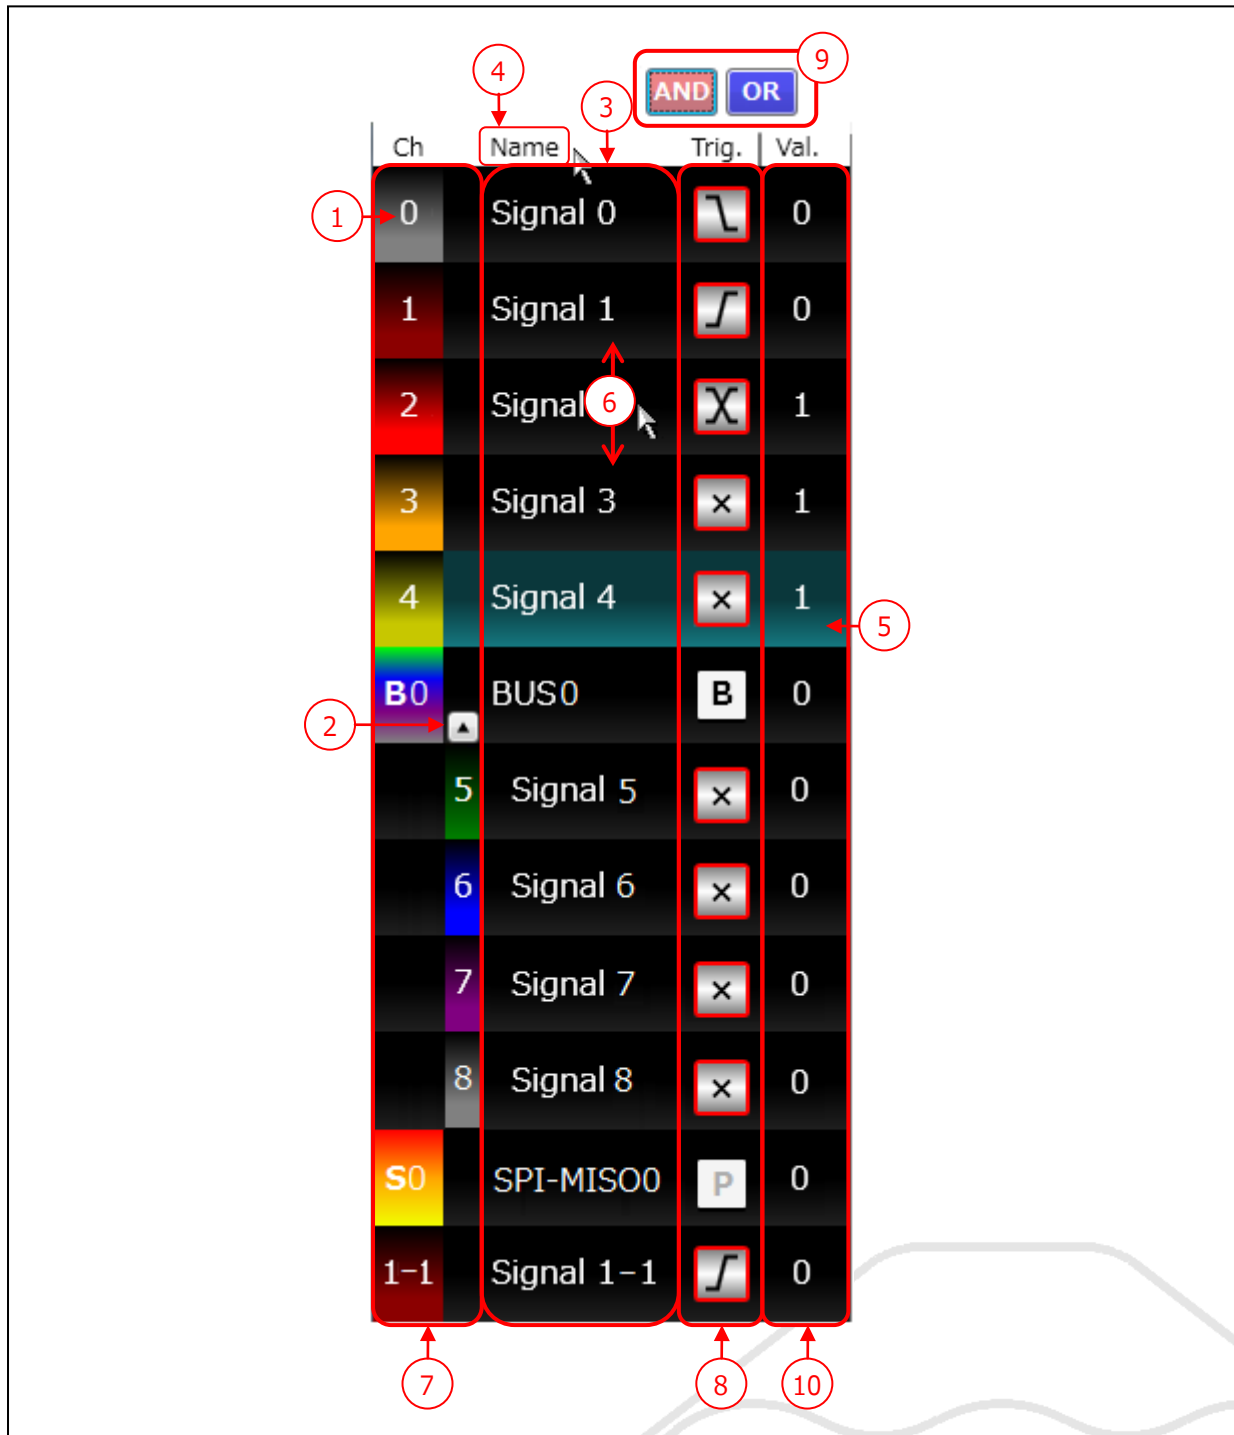 9
4
AND OR
3
Ch Name Trig. Val.
1 0 Signal 0 0
1 Signal 1 0
2 Signal 6 1
3 Signal 3 × 1
4 Signal 4 × 1
5
B0 BUS0 B 0
2
5 Signal 5 × 0
6 Signal 6 × 0
7 Signal 7 × 0
8 Signal 8 × 0
S0 SPI-MISO0 P 0
1-1 Signal 1-1 0
7 8 10